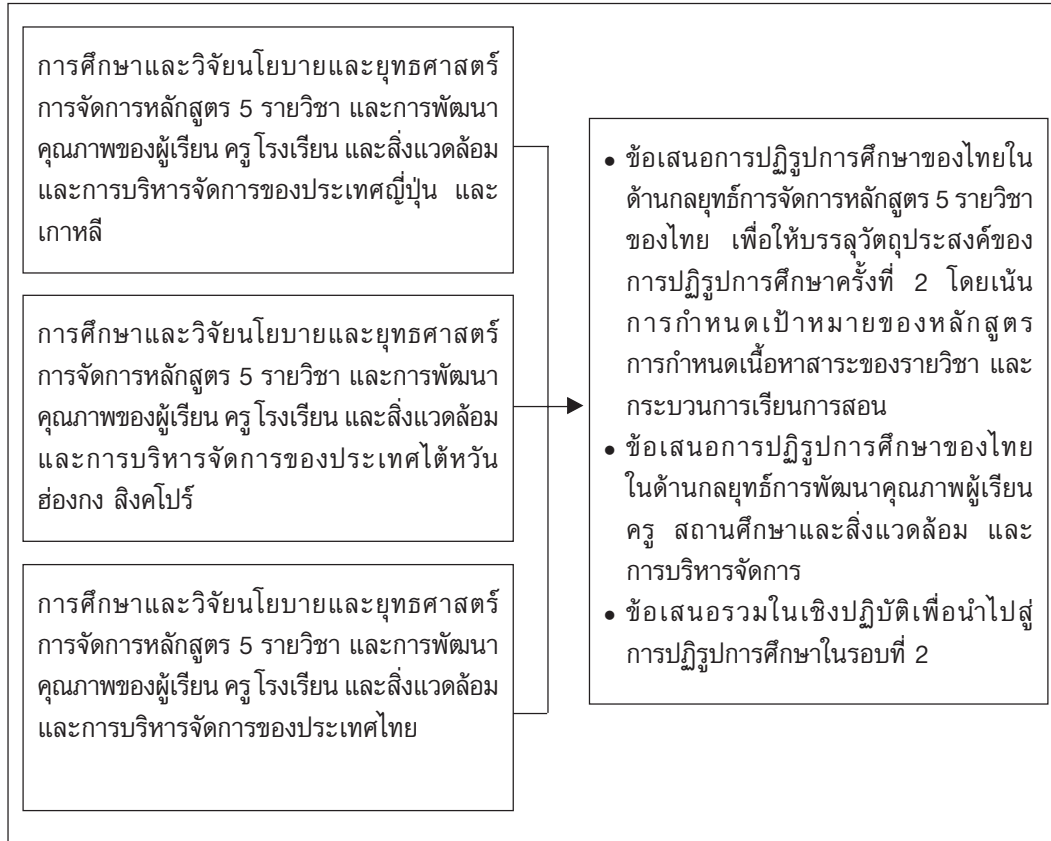 การศึกษาและวิจัยนโยบายและยุทธศาสตร์
การจัดการหลักสูตร 5 รายวิชา และการพัฒนา
คุณภาพของผู้เรียน ครู โรงเรียน และสิ่งแวดล้อม
และการบริหารจัดการของประเทศญี่ปุ่น และ
เกาหลี
การศึกษาและวิจัยนโยบายและยุทธศาสตร์
การจัดการหลักสูตร 5 รายวิชา และการพัฒนา
คุณภาพของผู้เรียน ครู โรงเรียน และสิ่งแวดล้อม
และการบริหารจัดการของประเทศไต้หวัน
ฮ่องกง สิงคโปร์
การศึกษาและวิจัยนโยบายและยุทธศาสตร์
การจัดการหลักสูตร 5 รายวิชา และการพัฒนา
คุณภาพของผู้เรียน ครู โรงเรียน และสิ่งแวดล้อม
และการบริหารจัดการของประเทศไทย
• ข้อเสนอการปฏิรูปการศึกษาของไทยใน
ด้านกลยุทธ์การจัดการหลักสูตร 5 รายวิชา
ของไทย เพื่อให้บรรลุวัตถุประสงค์ของ
การปฏิรูปการศึกษาครั้งที่ 2 โดยเน้น
การกำหนดเป้าหมายของหลักสูตร
การกำหนดเนื้อหาสาระของรายวิชา และ
กระบวนการเรียนการสอน
• ข้อเสนอการปฏิรูปการศึกษาของไทย
ในด้านกลยุทธ์การพัฒนาคุณภาพผู้เรียน
ครู สถานศึกษาและสิ่งแวดล้อม และ
การบริหารจัดการ
• ข้อเสนอรวมในเชิงปฏิบัติเพื่อนำไปสู่
การปฏิรูปการศึกษาในรอบที่ 2